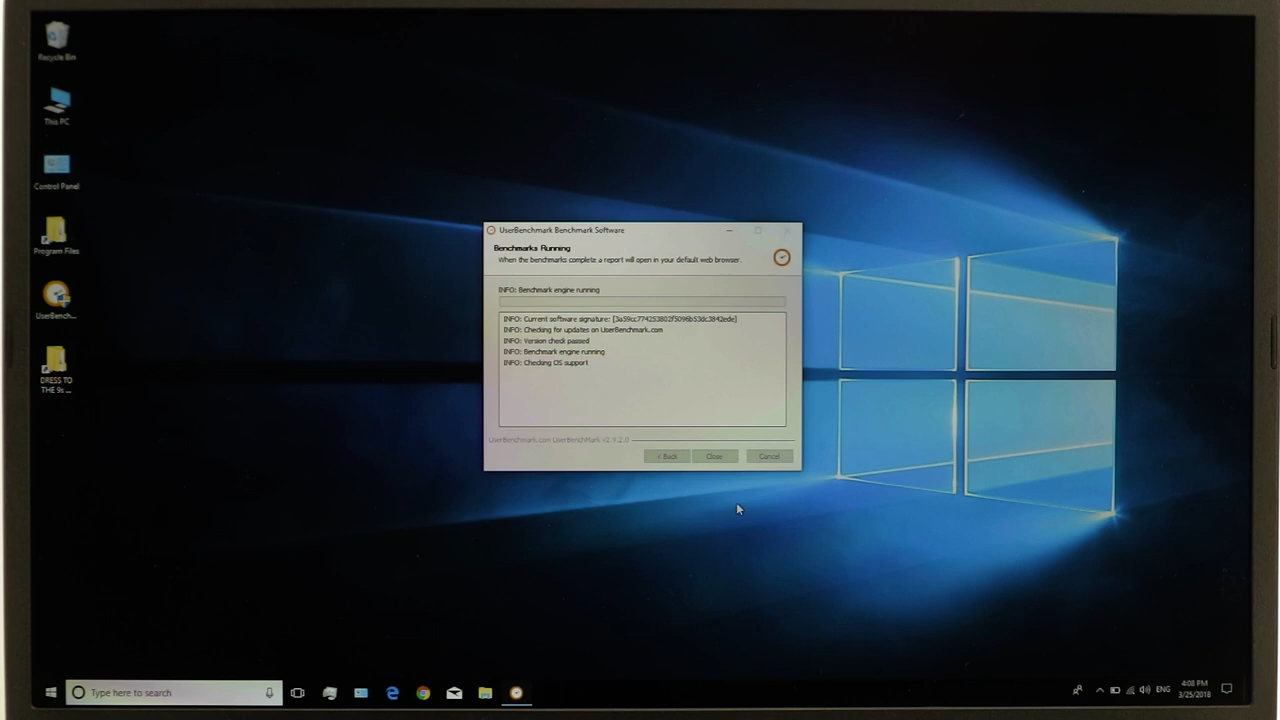 Recycle Bin
This PC
Control Panel
Program Files
UserBench...
DRESS TO
THE 9s ...
UserBenchmark Benchmark Software
Benchmarks Running
When the benchmarks complete a report will open in your default web browser.
INFO: Benchmark engine running
INFO: Current software signature:
INFO: Checking for updates on UserBenchmark.com
INFO: Version check passed
INFO: Benchmark engine running
INFO: Checking OS support
UserBenchmark.com UserBenchMark v2.9.2.0
< Back
Close
Cancel
Type here to search
ENG
4:08 PM
3/25/2018